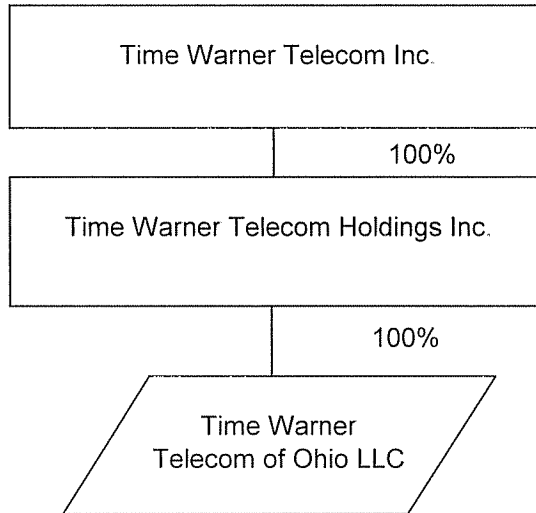 Time Warner Telecom Inc.
100%
Time Warner Telecom Holdings Inc.
100%
Time Warner
Telecom of Ohio LLC